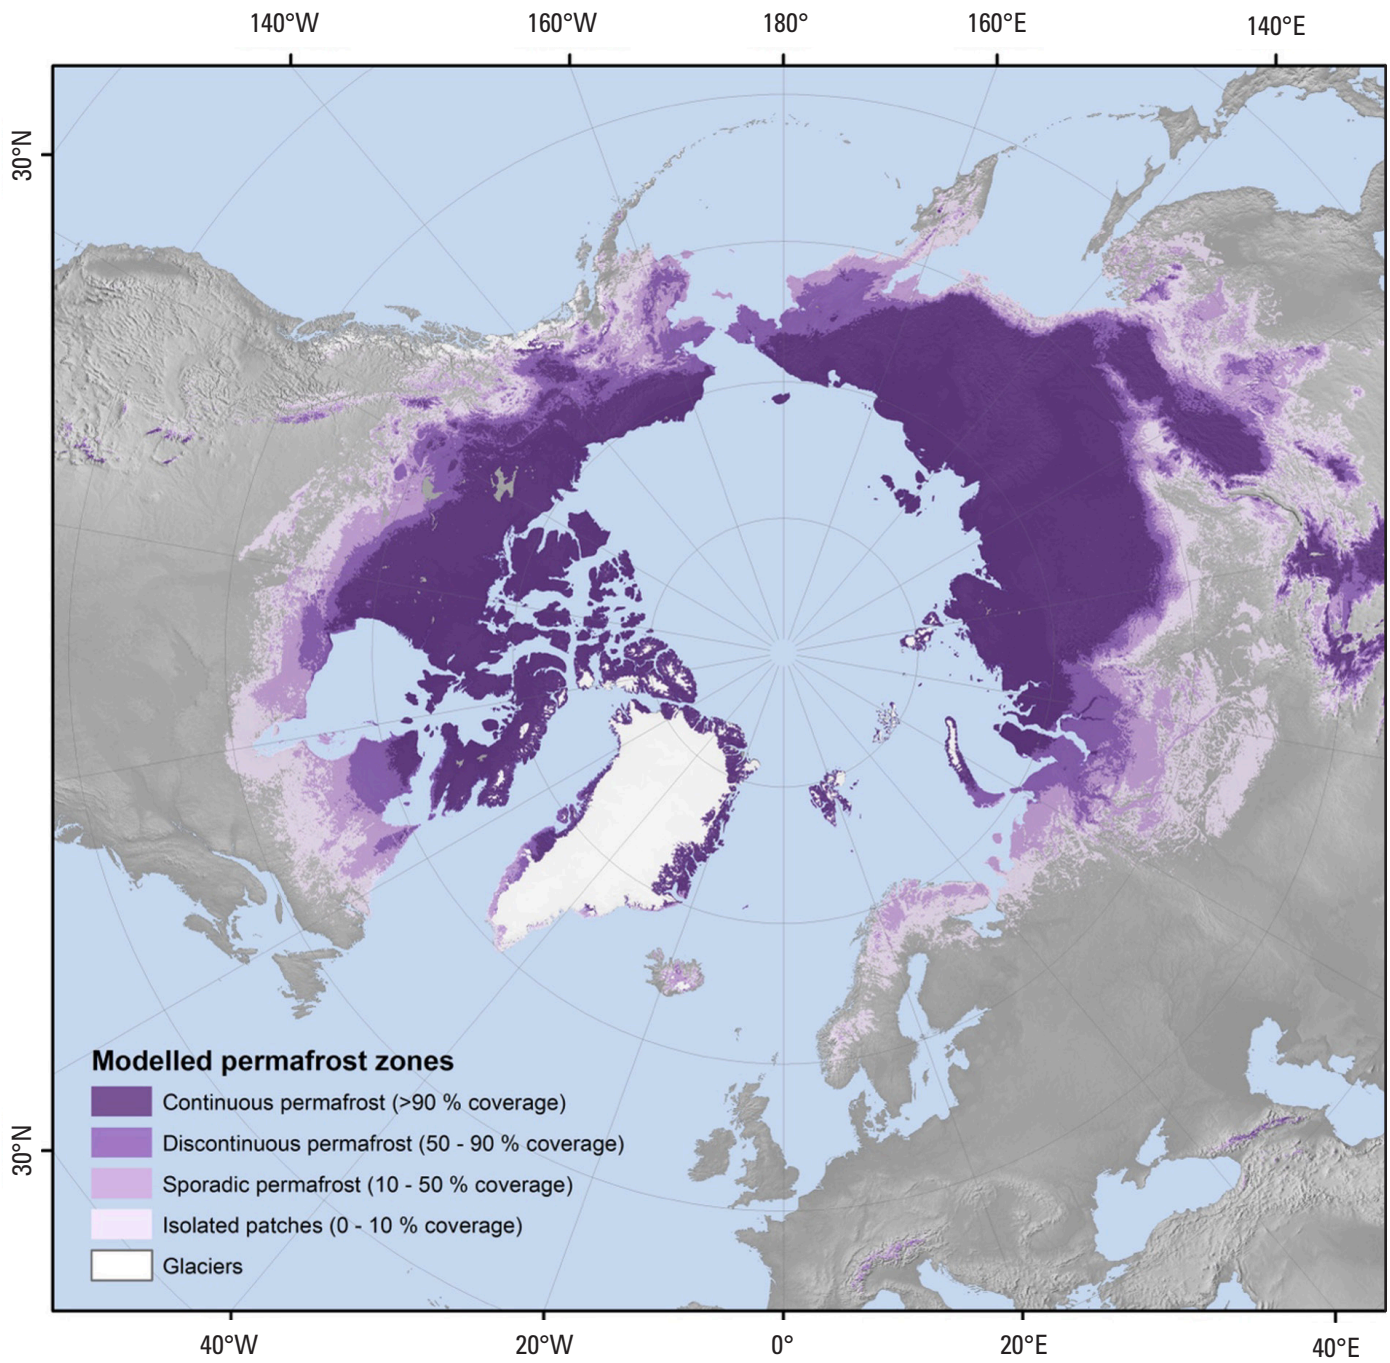 140°W 160°W 180° 160°E 140°E
30°N
30°N
Modelled permafrost zones
Continuous permafrost (>90 % coverage)
Discontinuous permafrost (50 - 90 % coverage)
Sporadic permafrost (10 - 50 % coverage)
Isolated patches (0 - 10 % coverage)
Glaciers
40°W 20°W 0° 20°E 40°E